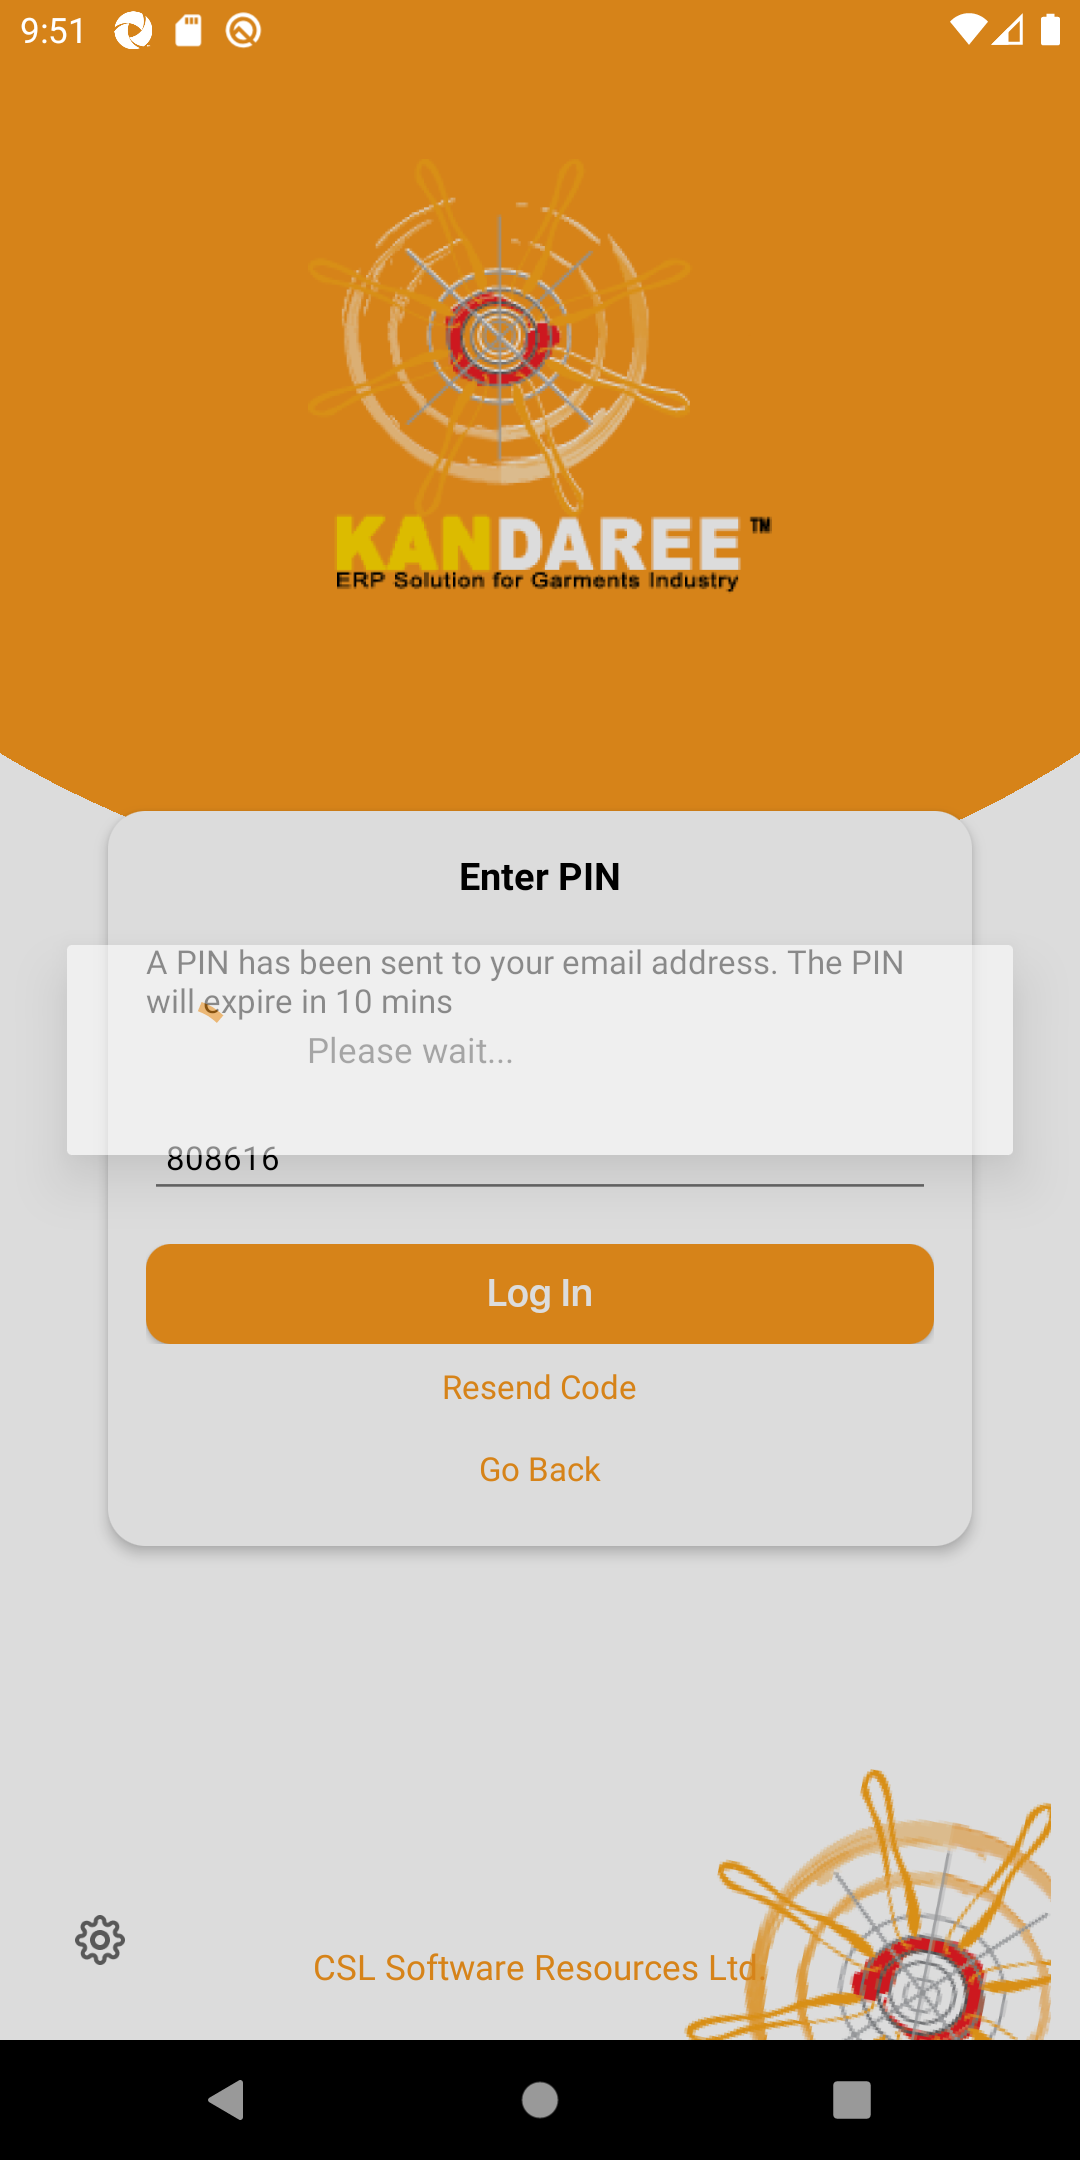 9:51
KANDAREE™
ERP Solution for Garments Industry
Enter PIN
A PIN has been sent to your email address. The PIN
will expire in 10 mins
Please wait...
808616
Log In
Resend Code
Go Back
CSL Software Resources Ltd.